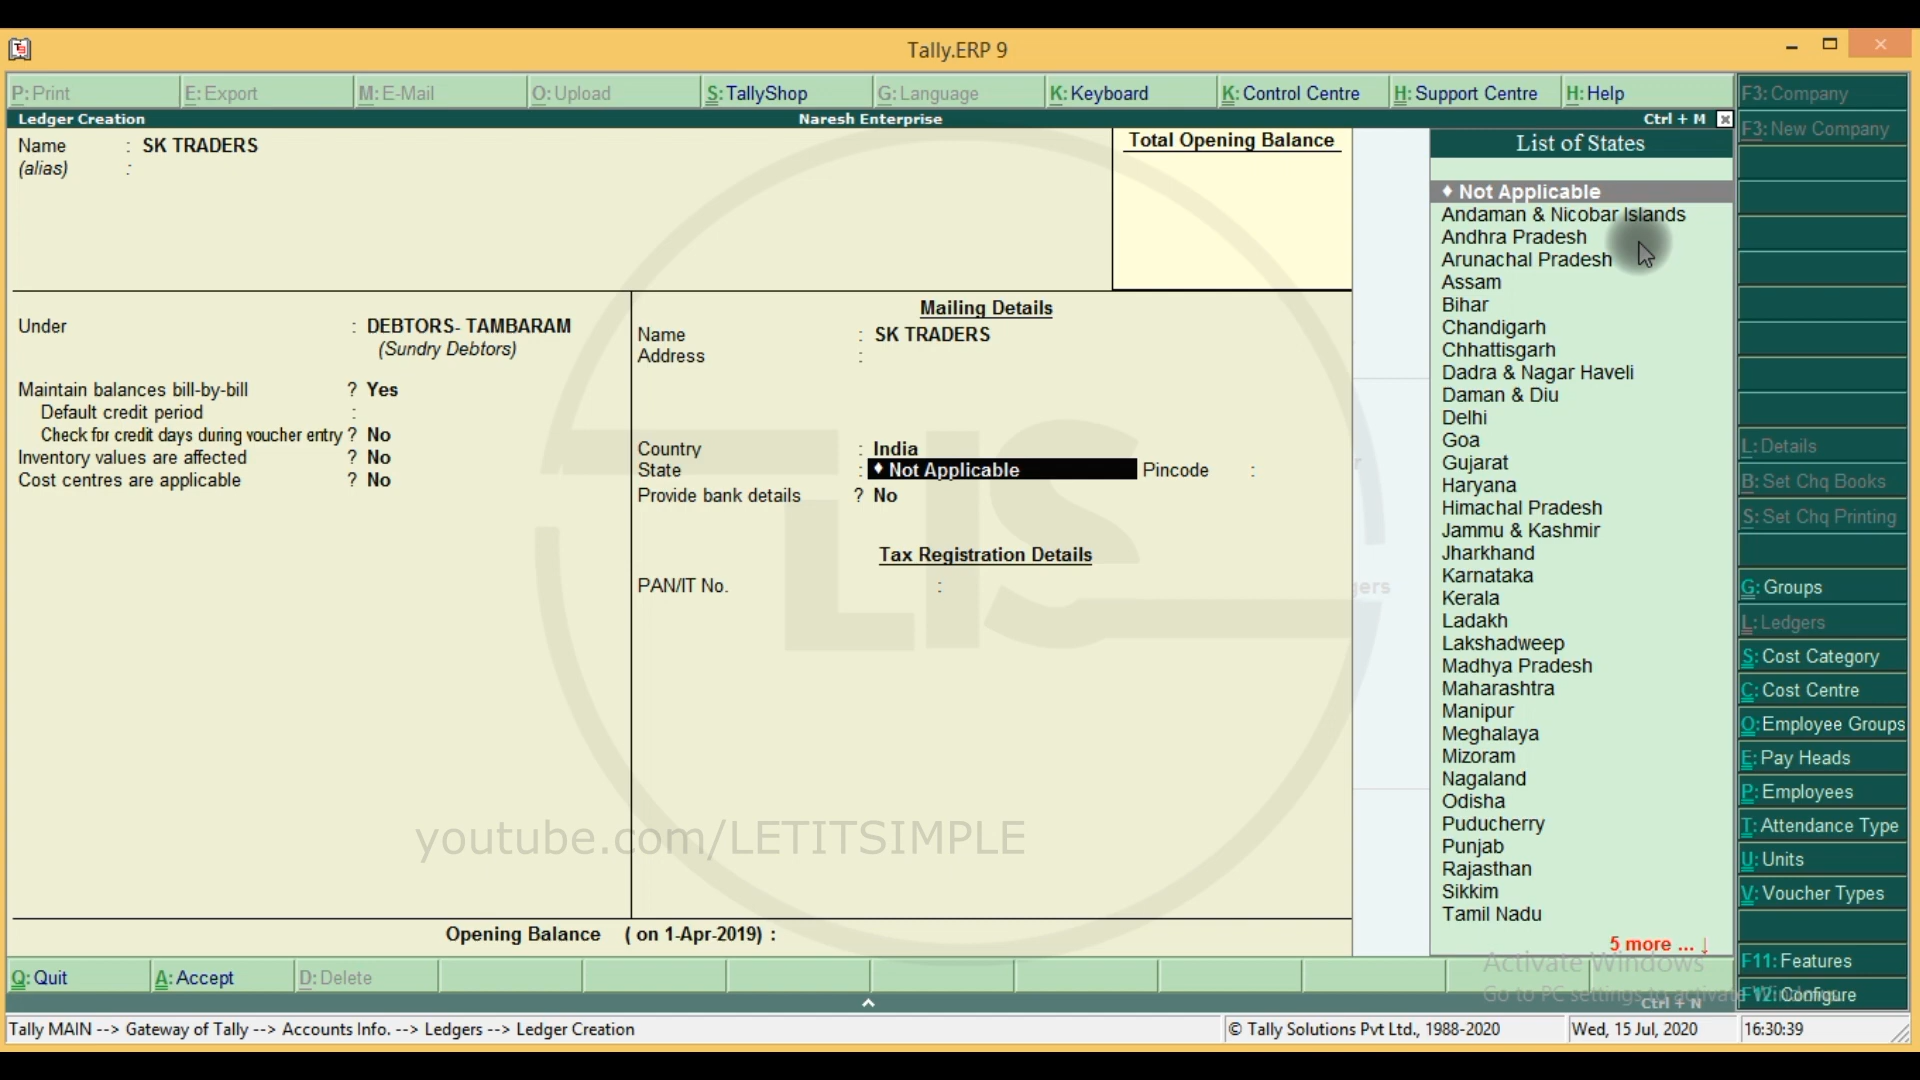 Tally.ERP 9
P: Print E: Export M: E-Mail O: Upload S: TallyShop G: Language K: Keyboard K: Control Centre H: Support Centre H: Help
Ledger Creation Naresh Enterprise Ctrl + M
Name : SK TRADERS
(alias) :
Total Opening Balance
Under : DEBTORS- TAMBARAM
(Sundry Debtors)
Maintain balances bill-by-bill ? Yes
Default credit period :
Check for credit days during voucher entry ? No
Inventory values are affected ? No
Cost centres are applicable ? No
Mailing Details
Name : SK TRADERS
Address :
Country : India
State : ♦ Not Applicable Pincode :
Provide bank details ? No
Tax Registration Details
PAN/IT No. :
TLIS
youtube.com/LETITSIMPLE
Opening Balance ( on 1-Apr-2019) :
List of States
♦ Not Applicable
Andaman & Nicobar Islands
Andhra Pradesh
Arunachal Pradesh
Assam
Bihar
Chandigarh
Chhattisgarh
Dadra & Nagar Haveli
Daman & Diu
Delhi
Goa
Gujarat
Haryana
Himachal Pradesh
Jammu & Kashmir
Jharkhand
Karnataka
Kerala
Ladakh
Lakshadweep
Madhya Pradesh
Maharashtra
Manipur
Meghalaya
Mizoram
Nagaland
Odisha
Puducherry
Punjab
Rajasthan
Sikkim
Tamil Nadu
5 more ... ↓
F3: Company
F3: New Company
L: Details
B: Set Chq Books
S: Set Chq Printing
G: Groups
L: Ledgers
S: Cost Category
C: Cost Centre
O: Employee Groups
E: Pay Heads
P: Employees
T: Attendance Type
U: Units
V: Voucher Types
F11: Features
F12: Configure
Activate Windows
Go to PC settings to activate Windows.
Q: Quit A: Accept D: Delete
Ctrl + N
Tally MAIN --> Gateway of Tally --> Accounts Info. --> Ledgers --> Ledger Creation © Tally Solutions Pvt Ltd., 1988-2020 Wed, 15 Jul, 2020 16:30:39